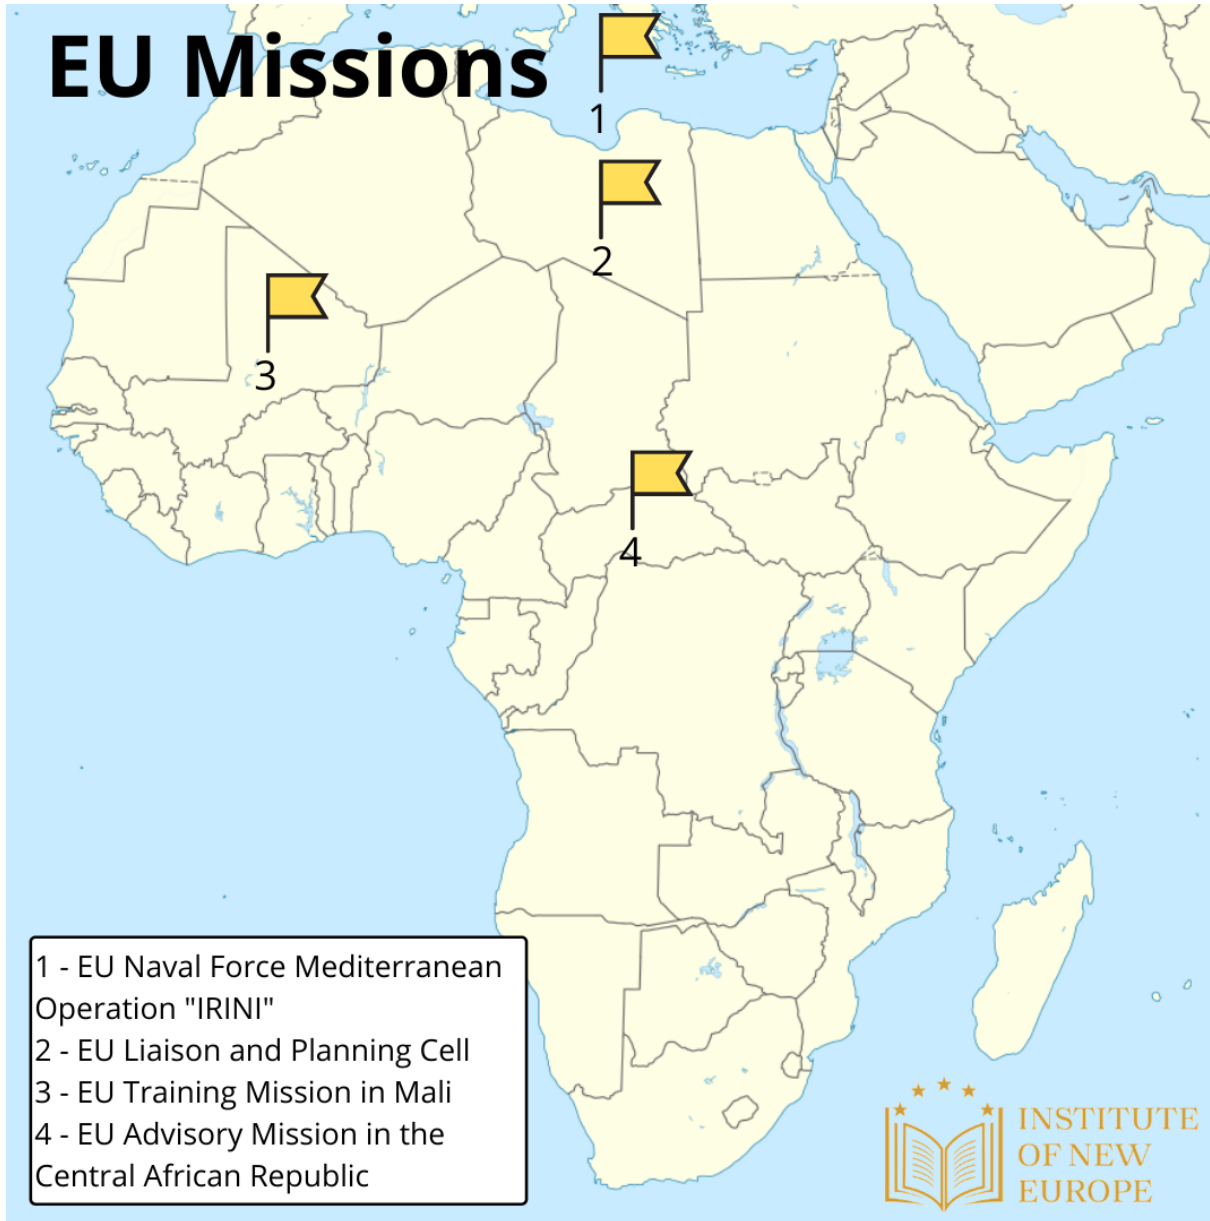 EU Missions
1
2
3
4
1 - EU Naval Force Mediterranean
Operation "IRINI"
2 - EU Liaison and Planning Cell
3 - EU Training Mission in Mali
4 - EU Advisory Mission in the
Central African Republic
INSTITUTE
OF NEW
EUROPE